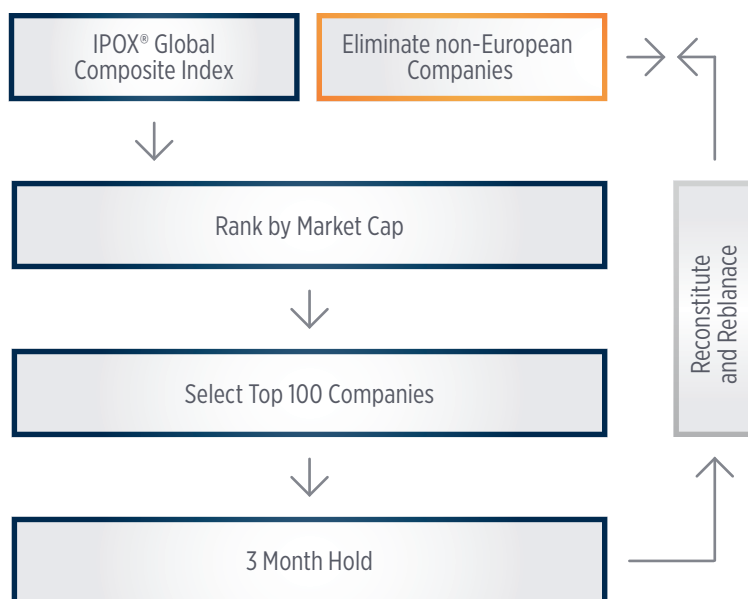 IPOX® Global
Composite Index
Eliminate non-European
Companies
Rank by Market Cap
Select Top 100 Companies
3 Month Hold
Reconstitute
and Reblanace